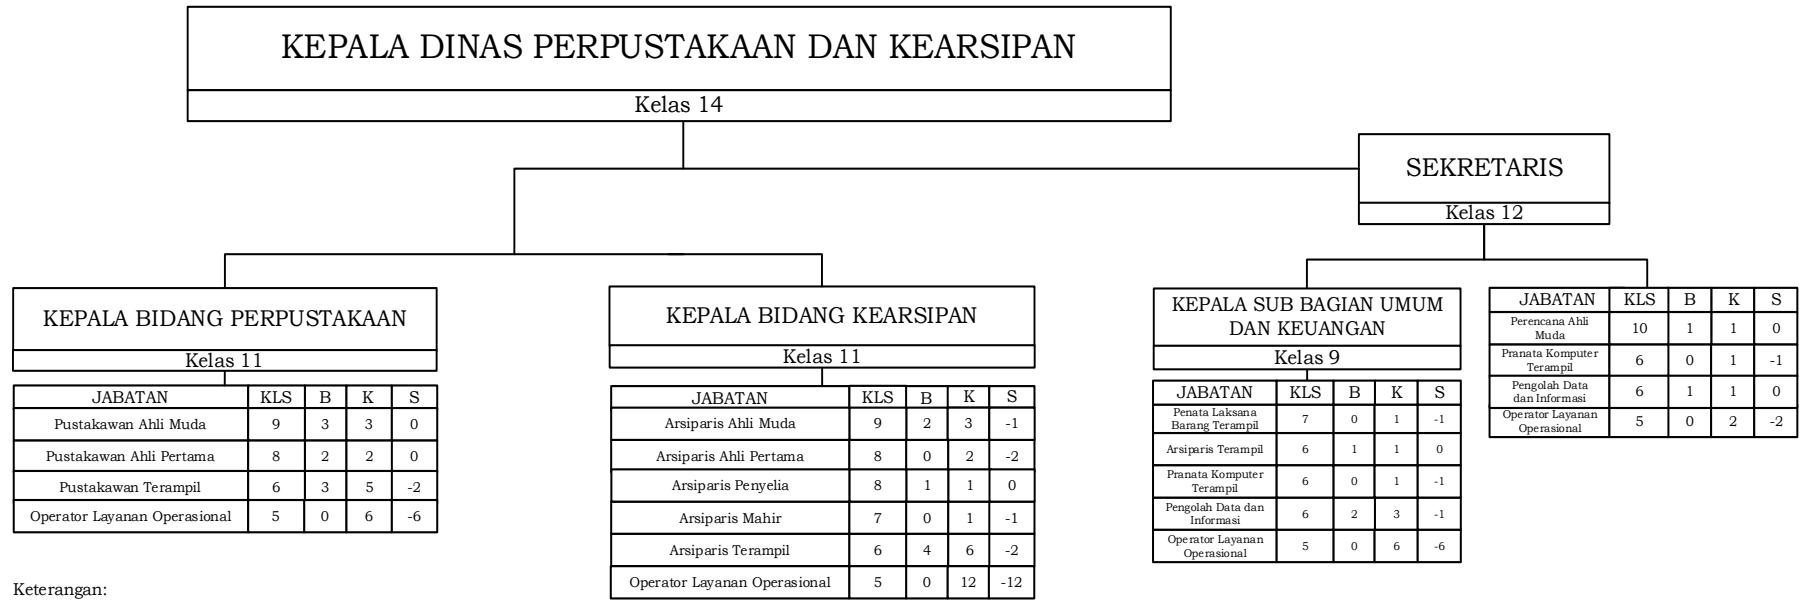 KEPALA DINAS PERPUSTAKAAN DAN KEARSIPAN
Kelas 14
SEKRETARIS
Kelas 12
KEPALA BIDANG PERPUSTAKAAN
Kelas 11
JABATAN KLS B K S
Pustakawan Ahli Muda 9 3 3 0
Pustakawan Ahli Pertama 8 2 2 0
Pustakawan Terampil 6 3 5 -2
Operator Layanan Operasional 5 0 6 -6
KEPALA BIDANG KEARSIPAN
Kelas 11
JABATAN KLS B K S
Arsiparis Ahli Muda 9 2 3 -1
Arsiparis Ahli Pertama 8 0 2 -2
Arsiparis Penyelia 8 1 1 0
Arsiparis Mahir 7 0 1 -1
Arsiparis Terampil 6 4 6 -2
Operator Layanan Operasional 5 0 12 -12
KEPALA SUB BAGIAN UMUM
DAN KEUANGAN
Kelas 9
JABATAN KLS B K S
Penata Laksana
Barang Terampil 7 0 1 -1
Arsiparis Terampil 6 1 1 0
Pranata Komputer
Terampil 6 0 1 -1
Pengolah Data dan
Informasi 6 2 3 -1
Operator Layanan
Operasional 5 0 6 -6
JABATAN KLS B K S
Perencana Ahli
Muda 10 1 1 0
Pranata Komputer
Terampil 6 0 1 -1
Pengolah Data
dan Informasi 6 1 1 0
Operator Layanan
Operasional 5 0 2 -2
Keterangan: